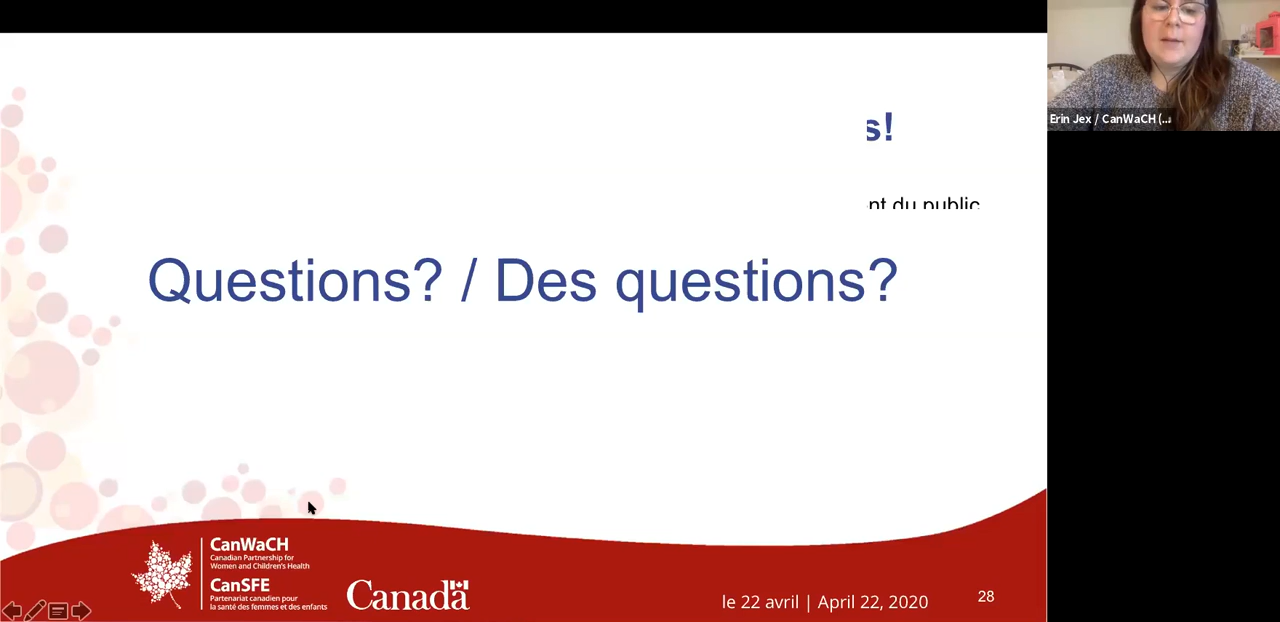 Erin Jex / CanWaCH (...
s!
nt du public
Questions? / Des questions?
CanWaCH
Canadian Partnership for
Women and Children's Health
CanSFE
Partenariat canadien pour
la santé des femmes et des enfants
Canada
le 22 avril | April 22, 2020
28